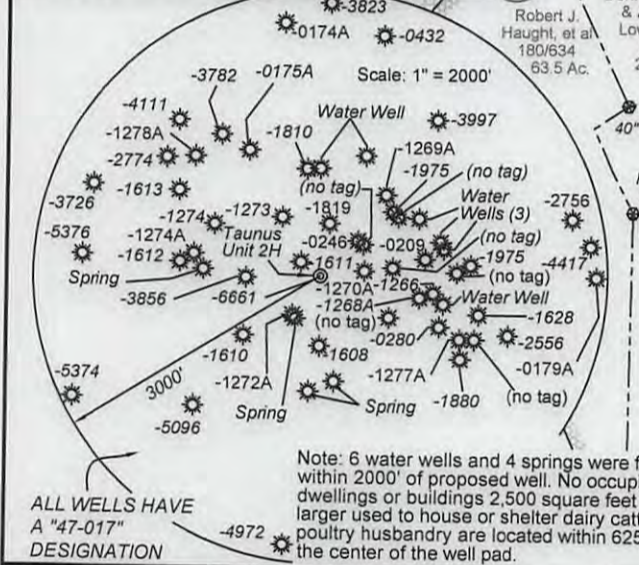 -3823
-0174A
-0432
Robert J.
Haught, et al
180/634
63.5 Ac.
&
-3782
-0175A
Scale: 1" = 2000'
-4111
-1278A
-2774
-1810
Water Well
-3997
40"
-1269A
-1975
(no tag)
-3726
-1613
(no tag)
Water
Wells (3)
-2756
-5376
-1274
-1273
-1819
-1274A
Taunus
Unit 2H
-0246
-0209
(no tag)
-1612
-1611
-1975
-4417
Spring
-3856
-6661
-1270A
-1266
(no tag)
-1268A
Water Well
(no tag)
-1628
-1610
-1608
-0280
-2556
-0179A
-5374
3000'
-1272A
-1277A
(no tag)
-5096
Spring
Spring
-1880
Note: 6 water wells and 4 springs were
within 2000' of proposed well. No
dwellings or buildings 2,500 square feet
larger used to house or shelter dairy
poultry husbandry are located within 625
the center of the well pad.
ALL WELLS HAVE
A "47-017"
DESIGNATION
-4972